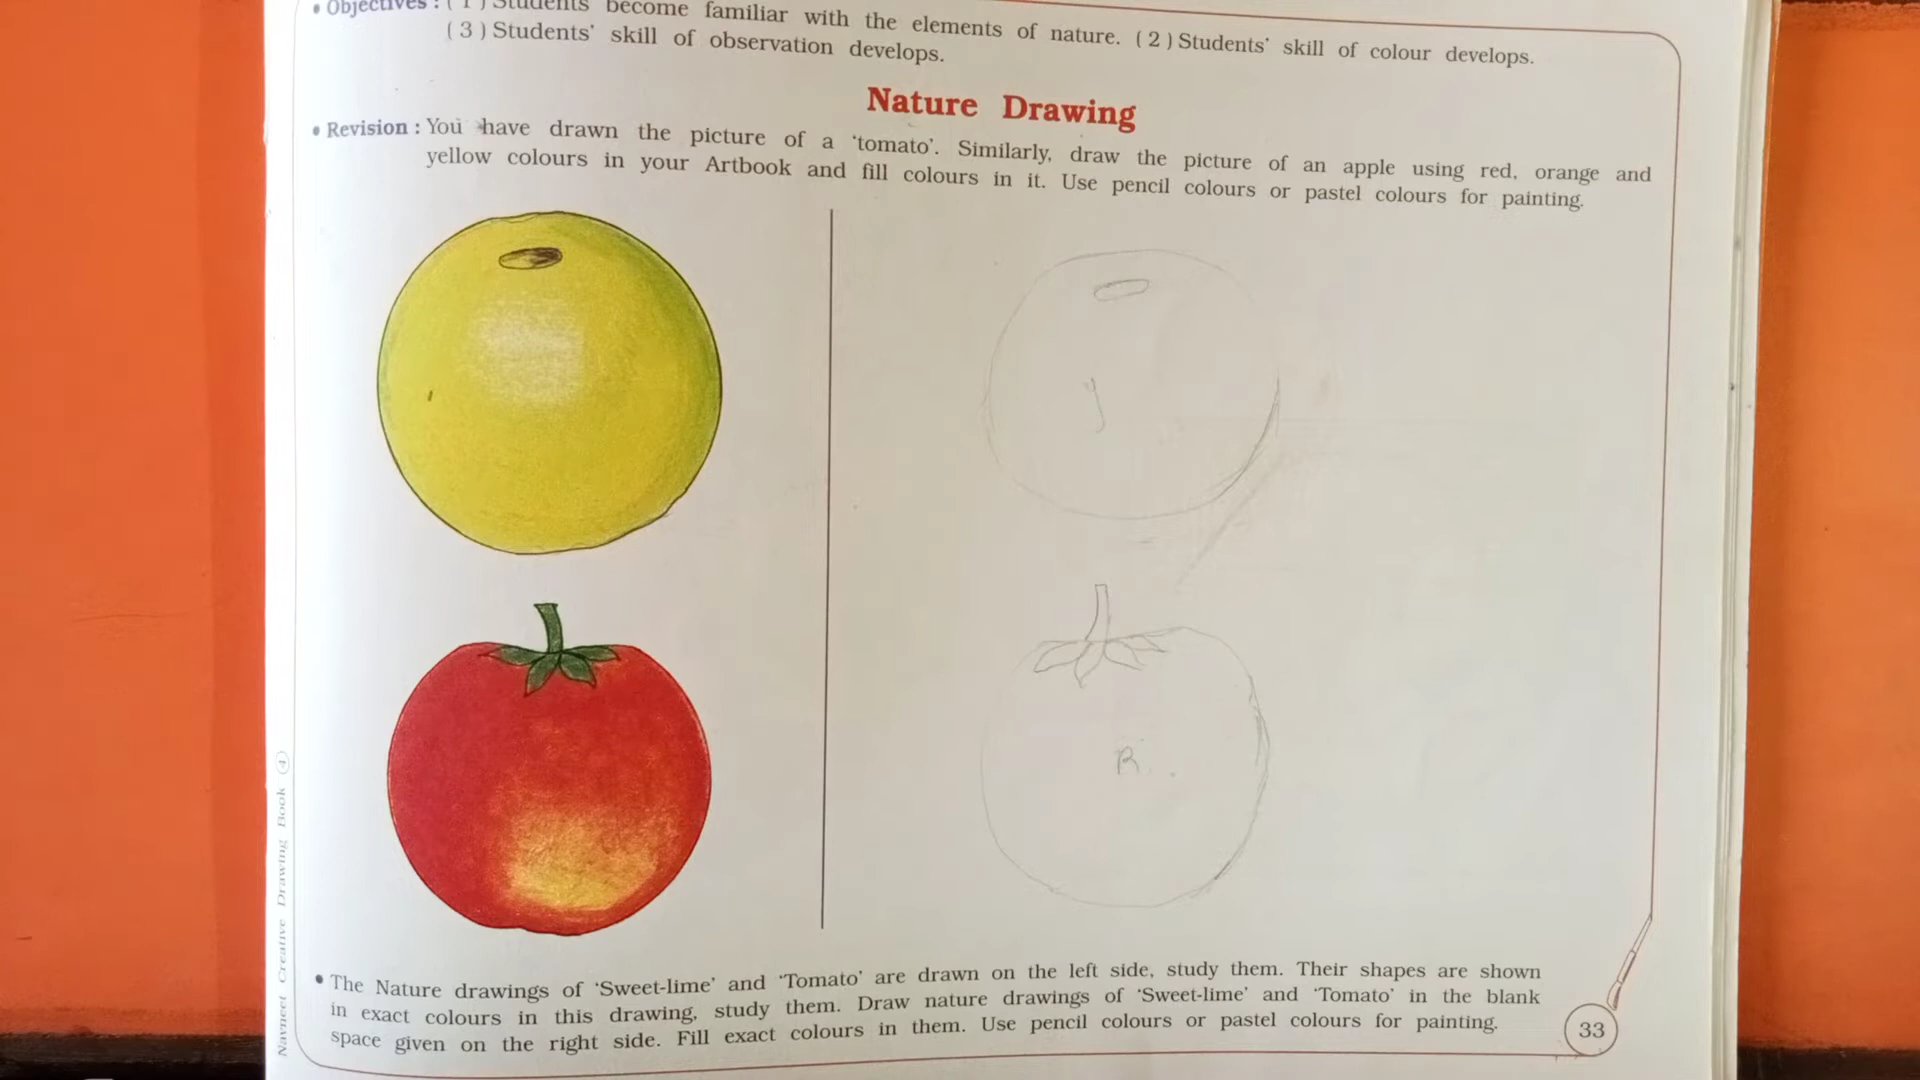 • Objectives : ( 1 ) Students become familiar with the elements of nature. ( 2 ) Students' skill of colour develops.
( 3 ) Students' skill of observation develops.
Nature Drawing
• Revision : You have drawn the picture of a 'tomato'. Similarly, draw the picture of an apple using red, orange and
yellow colours in your Artbook and fill colours in it. Use pencil colours or pastel colours for painting.
y
R
• The Nature drawings of 'Sweet-lime' and 'Tomato' are drawn on the left side, study them. Their shapes are shown
in exact colours in this drawing, study them. Draw nature drawings of 'Sweet-lime' and 'Tomato' in the blank
space given on the right side. Fill exact colours in them. Use pencil colours or pastel colours for painting.
33
Navneet Creative Drawing Book 4